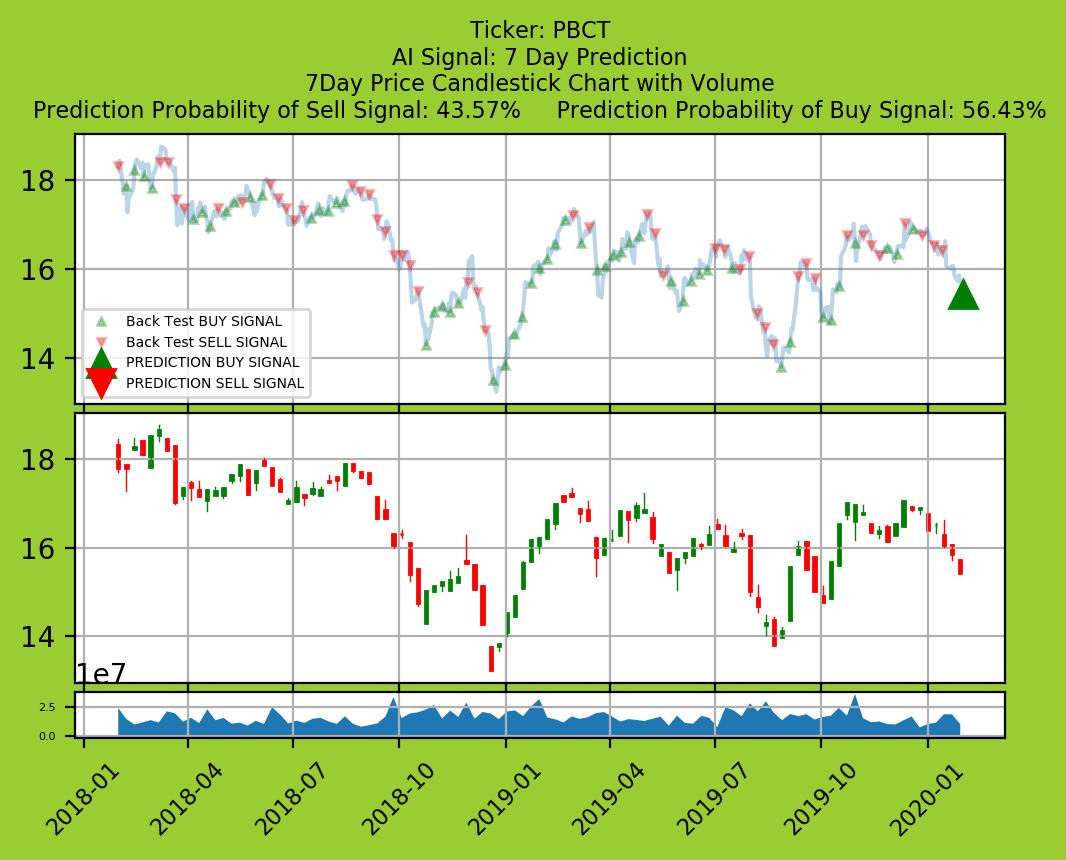 Ticker: PBCT
AI Signal: 7 Day Prediction
7Day Price Candlestick Chart with Volume
Prediction Probability of Sell Signal: 43.57% Prediction Probability of Buy Signal: 56.43%
18
16
14
Back Test BUY SIGNAL
Back Test SELL SIGNAL
PREDICTION BUY SIGNAL
PREDICTION SELL SIGNAL
18
16
14
1e7
2.5
0.0
2018-01 2018-04 2018-07 2018-10 2019-01 2019-04 2019-07 2019-10 2020-01